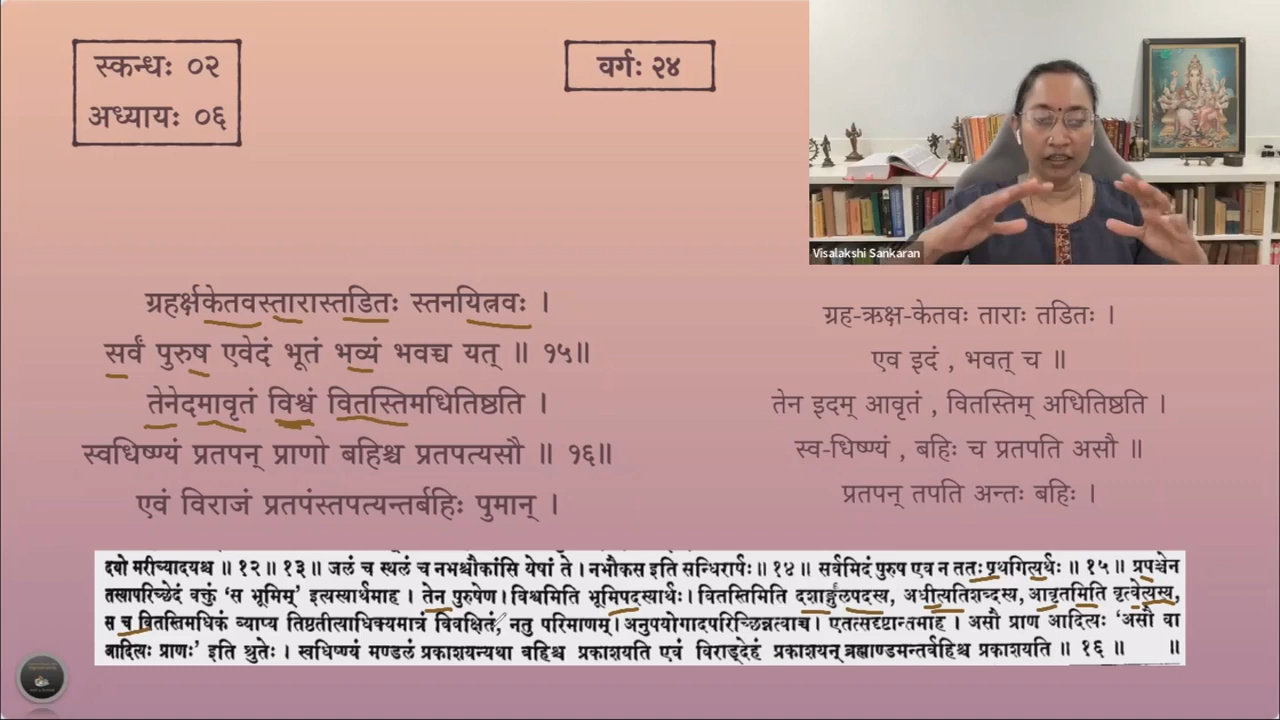 स्कन्धः ०२
अध्यायः ०६
वर्गः २४
Visalakshi Sankaran
ग्रहर्क्षकेतवस्तारास्तडितः स्तनयित्नवः ।
सर्वं पुरुष एवेदं भूतं भव्यं भवच्च यत् ॥ १५॥
तेनेदमावृतं विश्वं वितस्तिमधितिष्ठति ।
स्वधिष्ण्यं प्रतपन् प्राणो बहिश्च प्रतपत्यसौ ॥ १६॥
एवं विराजं प्रतपंस्तपत्यन्तर्बहिः पुमान् ।
ग्रह-ऋक्ष-केतवः ताराः तडितः ।
एव इदं , भवत् च ॥
तेन इदम् आवृतं , वितस्तिम् अधितिष्ठति ।
स्व-धिष्ण्यं , बहिः च प्रतपति असौ ॥
प्रतपन् तपति अन्तः बहिः ।
दयो मरीच्यादयश्च ॥ १२॥ १३॥ जलं च स्थलं च नभश्चौकांसि येषां ते । नभौकस इति सन्धिरार्षः॥ १४॥ सर्वमिदं पुरुष एव न ततः पृथगित्यर्थः ॥ १५॥ प्रपञ्चेन
तस्यापरिच्छेदं वक्तुं ‘स भूमिम्’ इत्यस्यार्थमाह । तेन पुरुषेण । विश्वमिति भूमिपदस्यार्थः। वितस्तिमिति दशाङ्गुलपदस्य, अधीत्यतिशब्दस्य, आवृतमिति वृत्वेत्यस्य,
स च वितस्तिमधिकं व्याप्य तिष्ठतीत्याधिक्यमात्रं विवक्षितं, नतु परिमाणम्। अनुपयोगादपरिच्छिन्नत्वाच्च। एतत्सदृष्टान्तमाह । असौ प्राण आदित्यः ‘असौ वा
आदित्यः प्राणः’ इति श्रुतेः । स्वधिष्ण्यं मण्डलं प्रकाशयन्यथा बहिश्च प्रकाशयति एवं विराड्देहं प्रकाशयन् ब्रह्माण्डमन्तर्बहिश्च प्रकाशयति ॥ १६ ॥ ॥